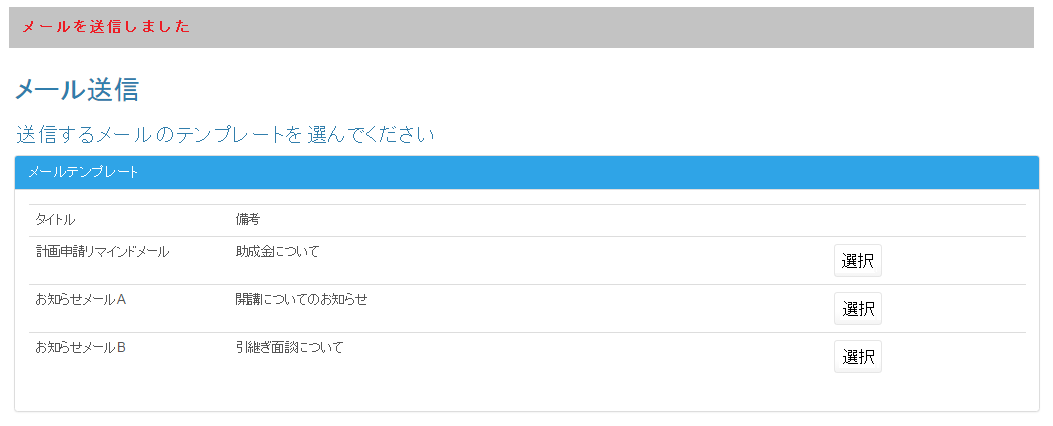 メールを送信しました
メール送信
送信するメールのテンプレートを選んでください
メールテンプレート
タイトル 備考
計画申請リマインドメール 助成金について 選択
お知らせメールA 開講についてのお知らせ 選択
お知らせメールB 引継ぎ面談について 選択